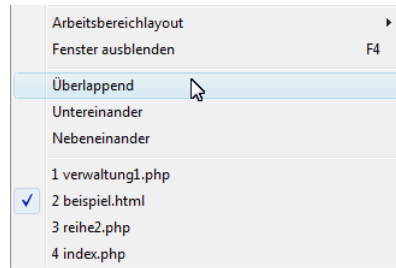 Arbeitsbereichlayout
Fenster ausblenden F4
Überlappend
Untereinander
Nebeneinander
1 verwaltung1.php
2 beispiel.html
3 reihe2.php
4 index.php